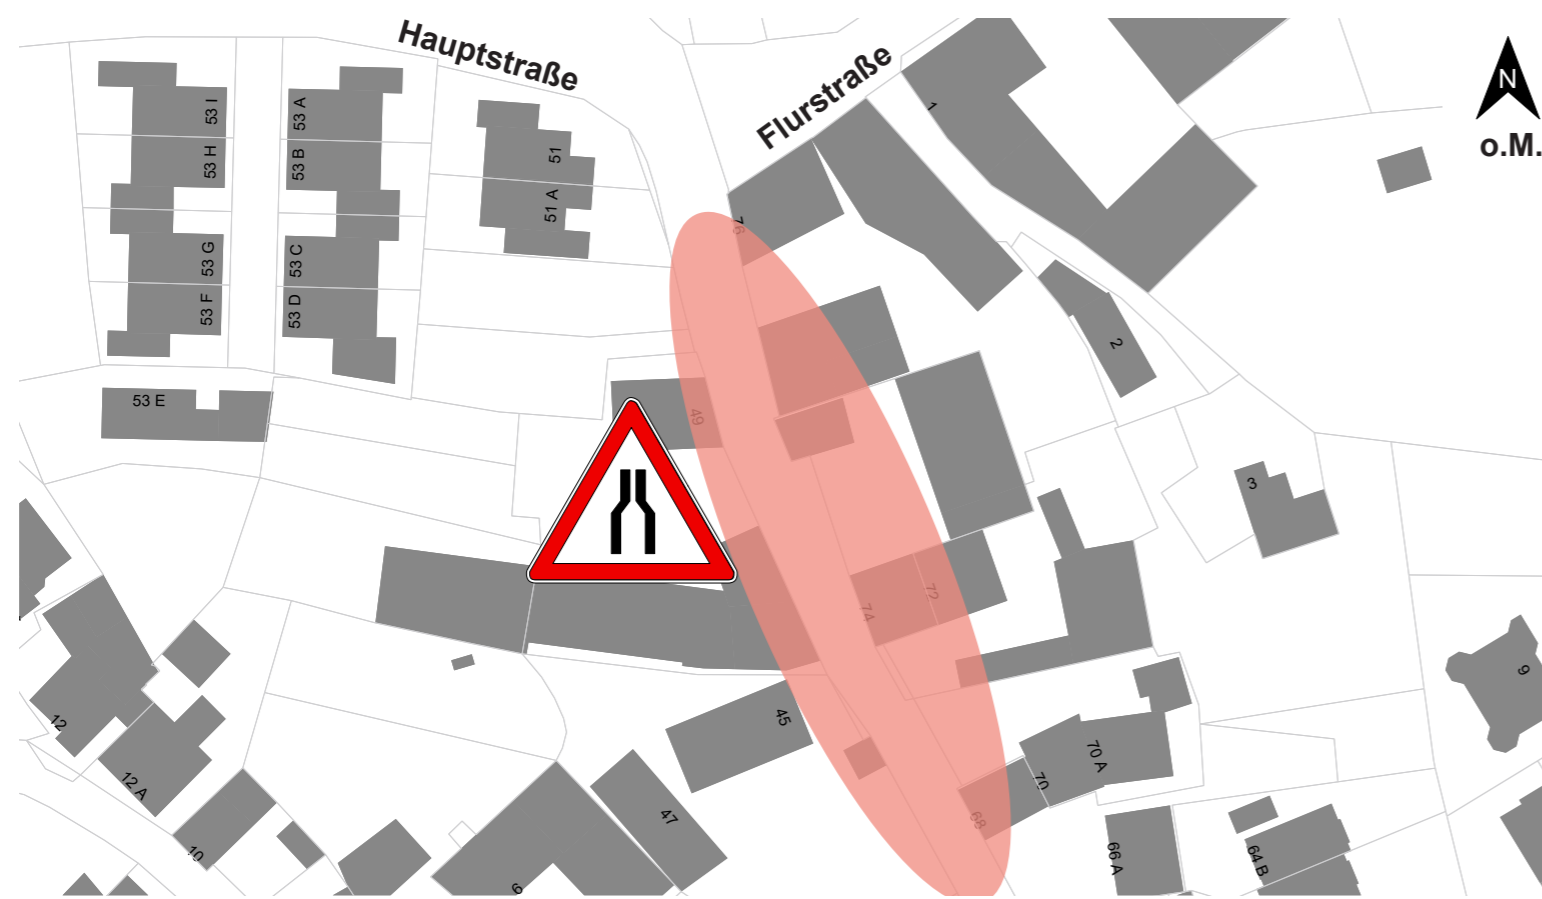 Hauptstraße
Flurstraße
N
o.M.
53 I
53 A
53 H
53 B
51
51 A
1
76
53 G
53 C
53 F
53 D
2
53 E
49
3
74
72
9
12
45
12 A
70 A
70
47
68
10
66 A
64 B
6